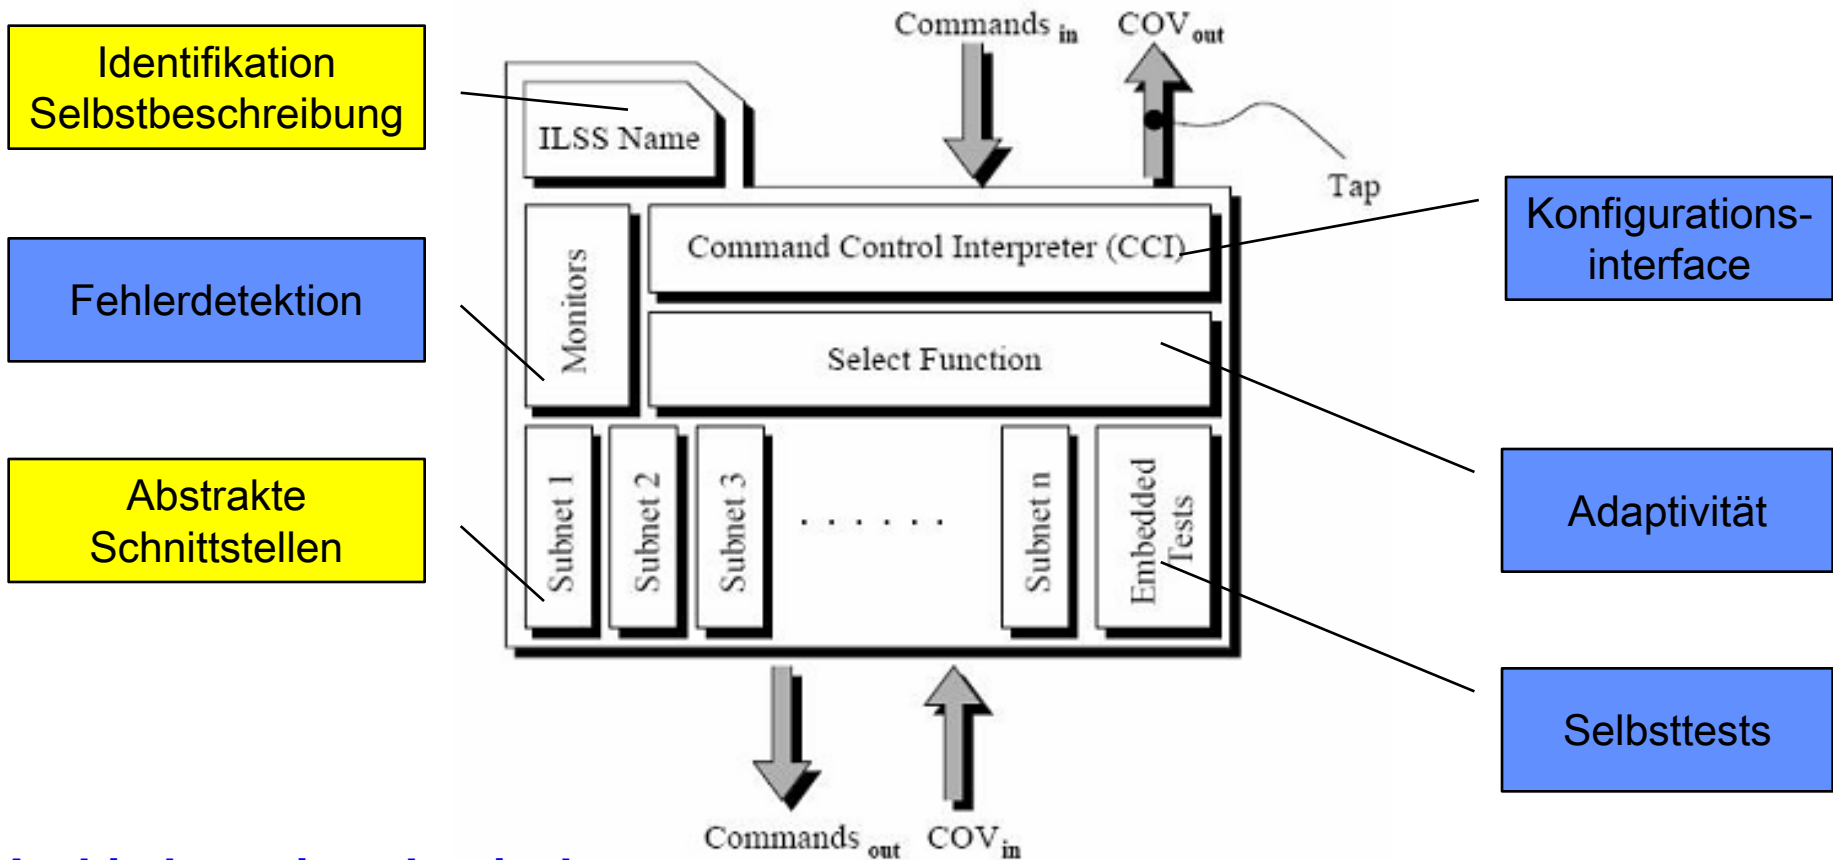 Commands in
COV out
Identifikation
Selbstbeschreibung
ILSS Name
Tap
Konfigurations-
interface
Command Control Interpreter (CCI)
Fehlerdetektion
Monitors
Select Function
Abstrakte
Schnittstellen
Subnet 1
Subnet 2
Subnet 3
. . . . . .
Subnet n
Embedded
Tests
Adaptivität
Selbsttests
Commands out
COV in